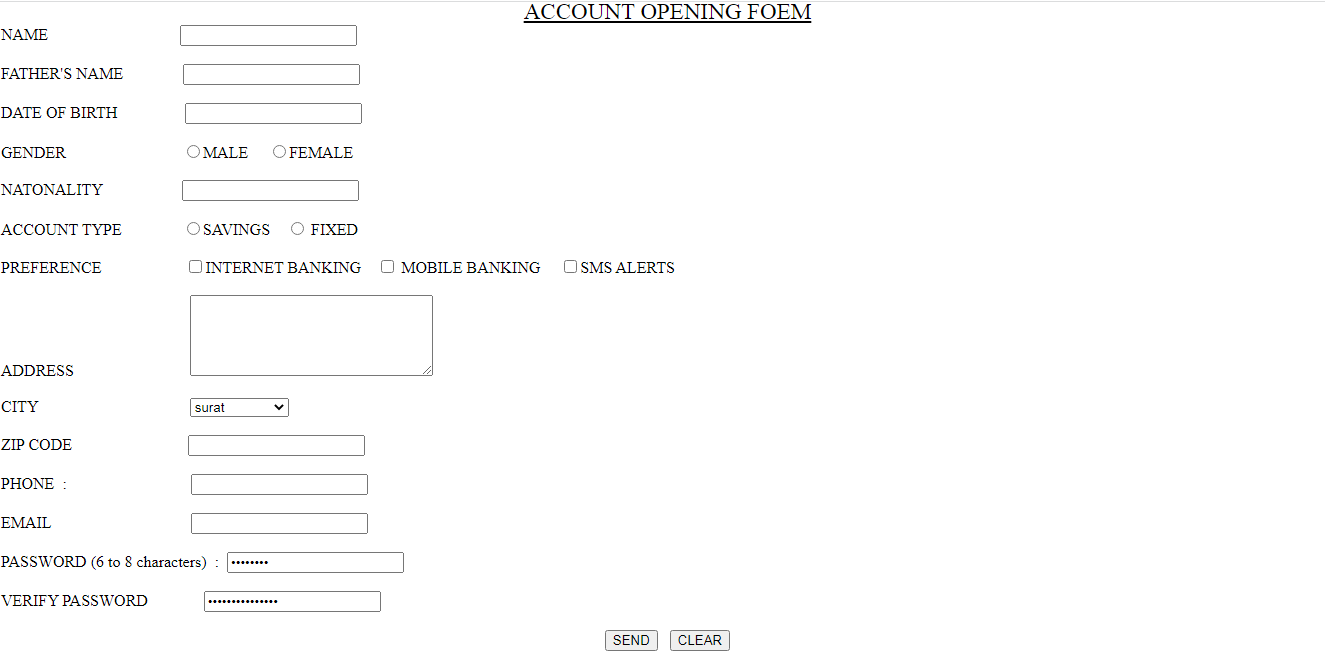 ACCOUNT OPENING FOEM
NAME
FATHER'S NAME
DATE OF BIRTH
GENDER MALE FEMALE
NATONALITY
ACCOUNT TYPE SAVINGS FIXED
PREFERENCE INTERNET BANKING MOBILE BANKING SMS ALERTS
ADDRESS
CITY surat
ZIP CODE
PHONE :
EMAIL
PASSWORD (6 to 8 characters) : ••••••••
VERIFY PASSWORD •••••••••••••••
SEND CLEAR